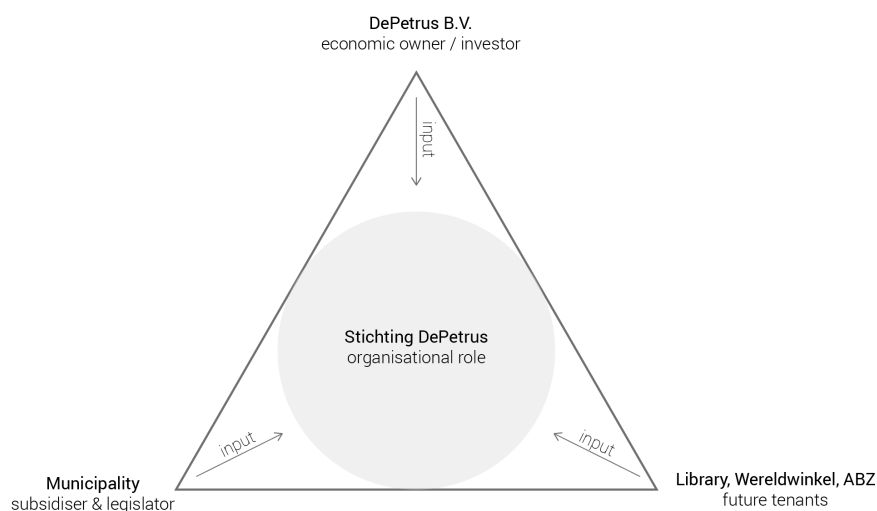 DePetrus B.V.
economic owner / investor
input
Stichting DePetrus
organisational role
input
input
Municipality
subsidiser & legislator
Library, Wereldwinkel, ABZ
future tenants